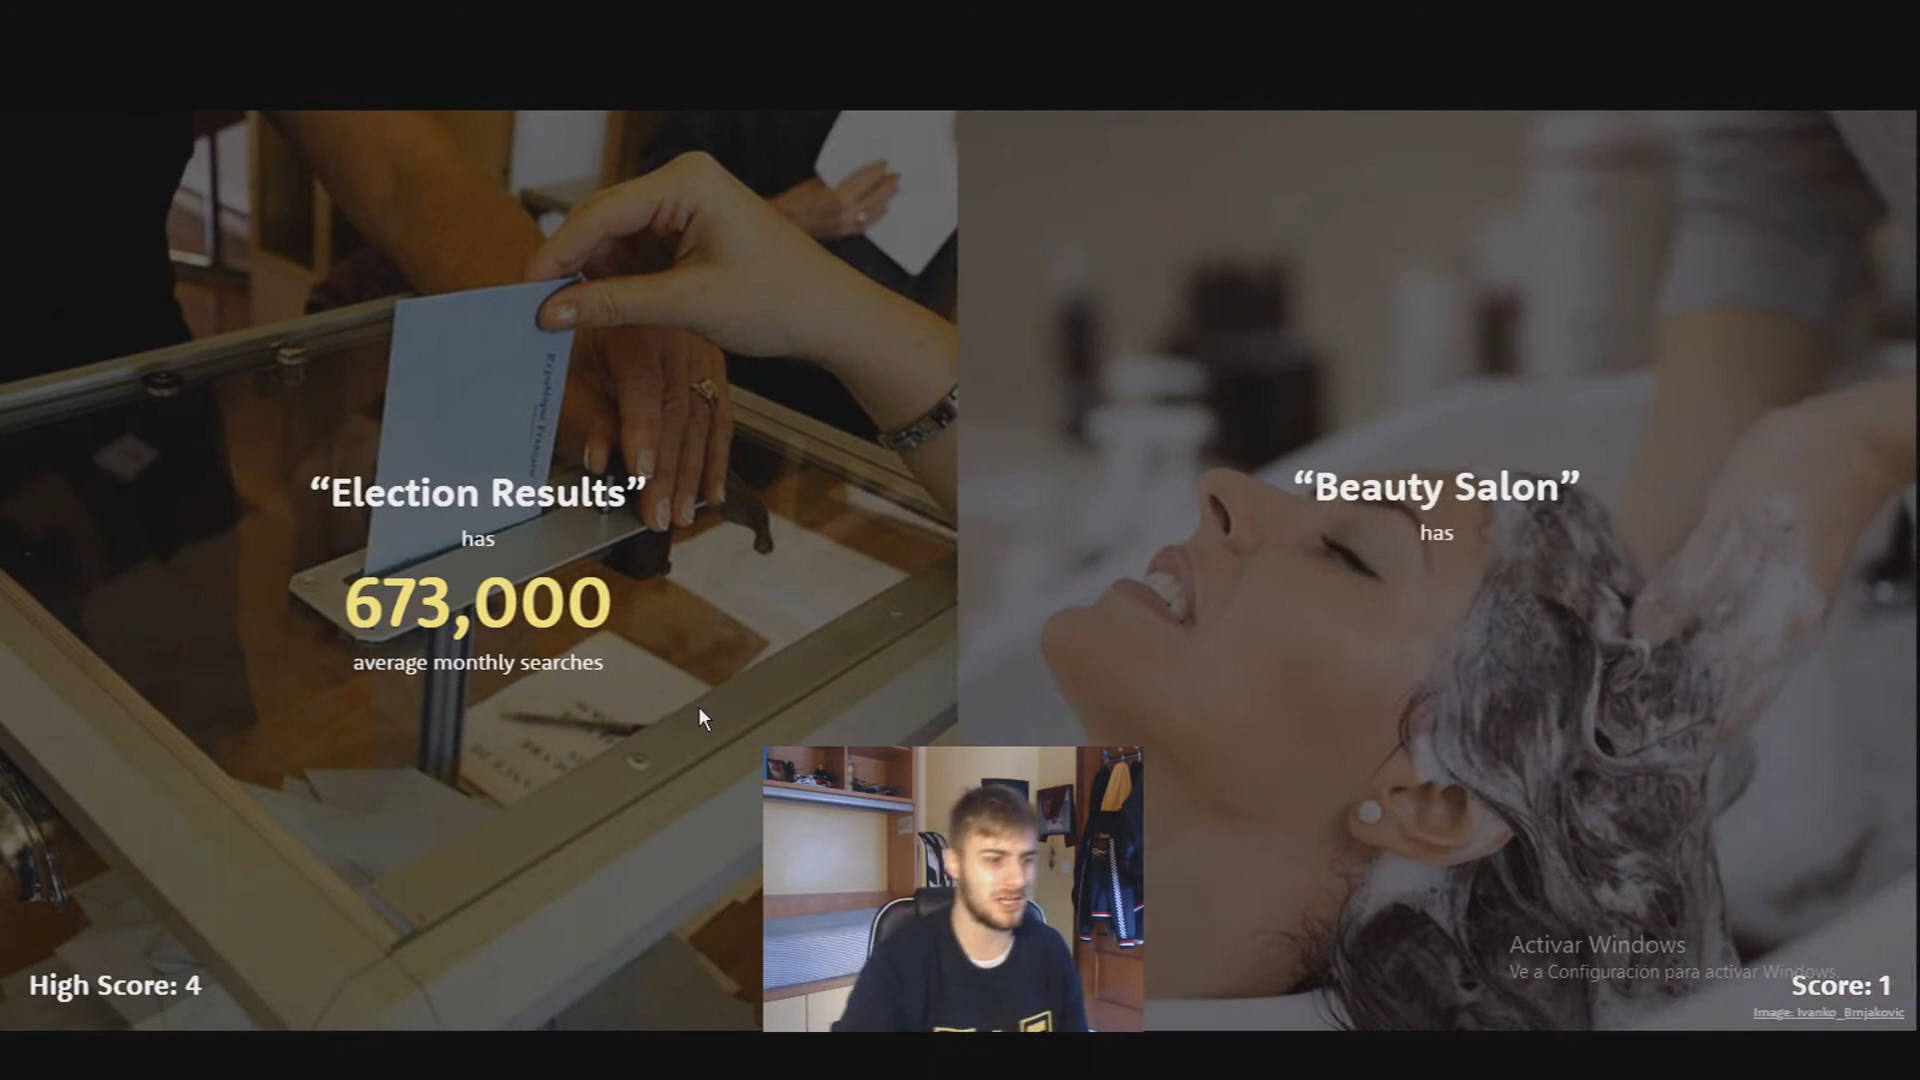 “Election Results”
has
673,000
average monthly searches
“Beauty Salon”
has
High Score: 4
Activar Windows
Ve a Configuración para activar Windows.
Score: 1
Image: Ivanko_Brnjakovic